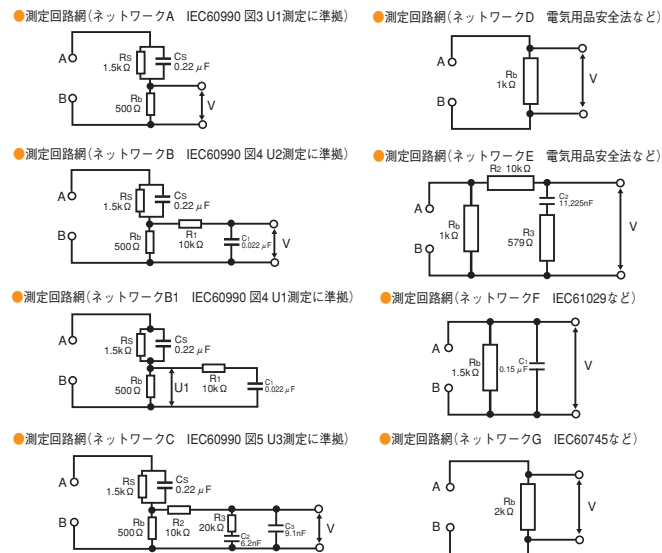 ●測定回路網(ネットワークA IEC60990 図3 U1測定に準拠)
A
B
Rs
1.5kΩ
Cs
0.22μF
Rb
500Ω
V
●測定回路網(ネットワークB IEC60990 図4 U2測定に準拠)
A
B
Rs
1.5kΩ
Cs
0.22μF
Rb
500Ω
R1
10kΩ
C1
0.022μF
V
●測定回路網(ネットワークB1 IEC60990 図4 U1測定に準拠)
A
B
Rs
1.5kΩ
Cs
0.22μF
Rb
500Ω
U1
R1
10kΩ
C1
0.022μF
●測定回路網(ネットワークC IEC60990 図5 U3測定に準拠)
A
B
Rs
1.5kΩ
Cs
0.22μF
Rb
500Ω
R2
10kΩ
R3
20kΩ
C2
6.2nF
C3
9.1nF
V
●測定回路網(ネットワークD 電気用品安全法など)
A
B
Rb
1kΩ
V
●測定回路網(ネットワークE 電気用品安全法など)
R2 10kΩ
A
B
Rb
1kΩ
C2
11,225nF
R3
579Ω
V
●測定回路網(ネットワークF IEC61029など)
A
B
Rb
1.5kΩ
C1
0.15μF
V
●測定回路網(ネットワークG IEC60745など)
A
B
Rb
2kΩ
V